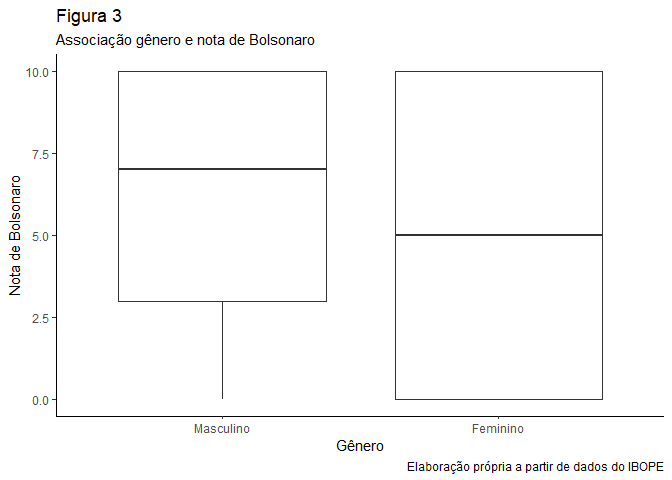 Figura 3
Associação gênero e nota de Bolsonaro
10.0
7.5
5.0
2.5
0.0
Nota de Bolsonaro
Masculino
Feminino
Gênero
Elaboração própria a partir de dados do IBOPE